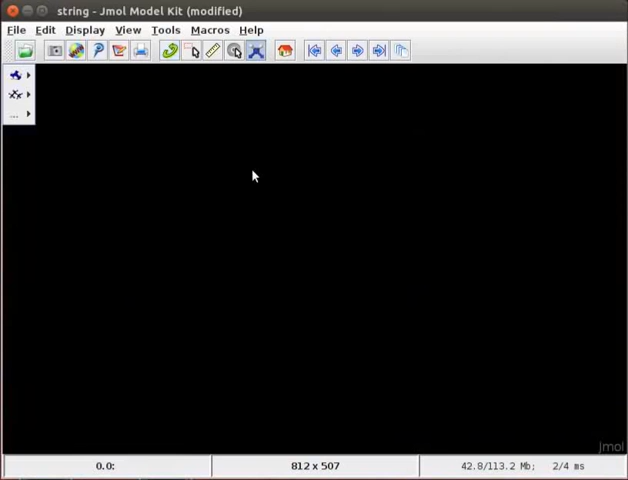 string - Jmol Model Kit (modified)
File Edit Display View Tools Macros Help
...
Jmol
0.0: 812 x 507 42.8/113.2 Mb; 2/4 ms